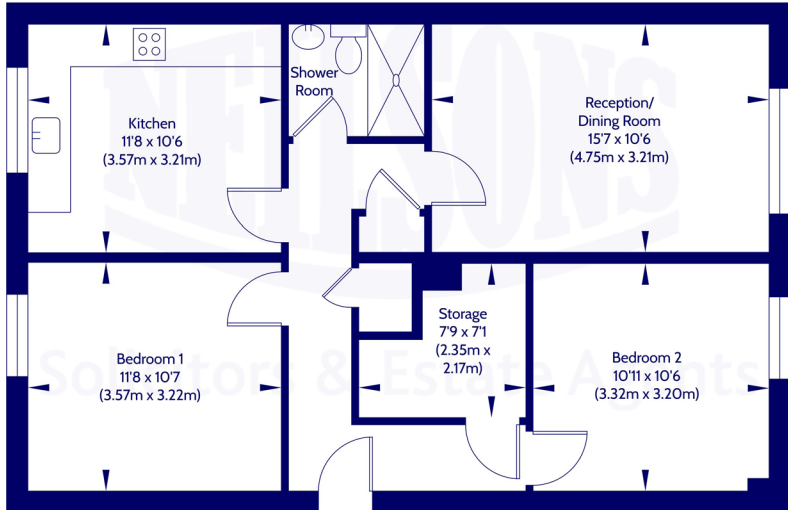 NEILSONS
Solicitors & Estate Agents
Shower
Room
Kitchen
11'8 x 10'6
(3.57m x 3.21m)
Reception/
Dining Room
15'7 x 10'6
(4.75m x 3.21m)
Bedroom 1
11'8 x 10'7
(3.57m x 3.22m)
Storage
7'9 x 7'1
(2.35m x
2.17m)
Bedroom 2
10'11 x 10'6
(3.32m x 3.20m)